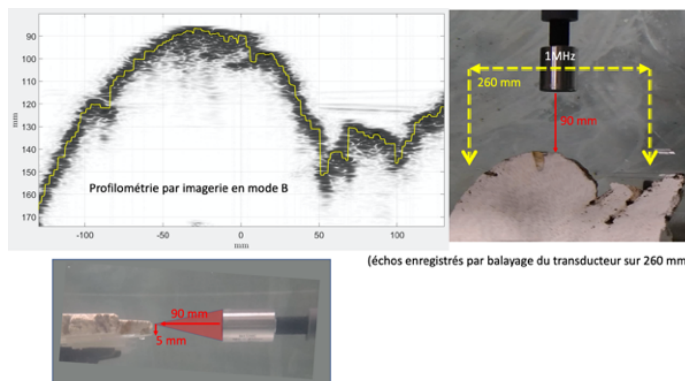 90
100
110
120
130
140
150
160
170
mm
-100
-50
0
50
100
mm
Profilométrie par imagerie en mode B
1MHz
260 mm
90 mm
(échos enregistrés par balayage du transducteur sur 260 mm
90 mm
5 mm